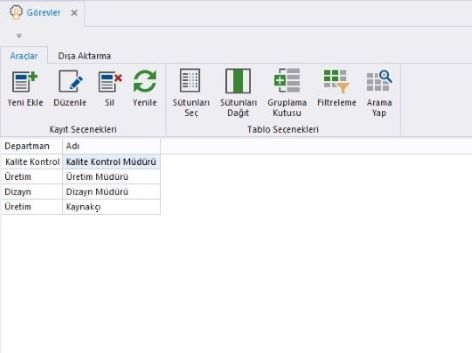 Görevler
Araçlar Dışa Aktarma
Yeni Ekle Düzenle Sil Yenile Sütunları Seç Sütunları Dağıt Gruplama Kutusu Filtreleme Arama Yap
Kayıt Seçenekleri Tablo Seçenekleri
Departman Adı
Kalite Kontrol Kalite Kontrol Müdürü
Üretim Üretim Müdürü
Dizayn Dizayn Müdürü
Üretim Kaynakçı